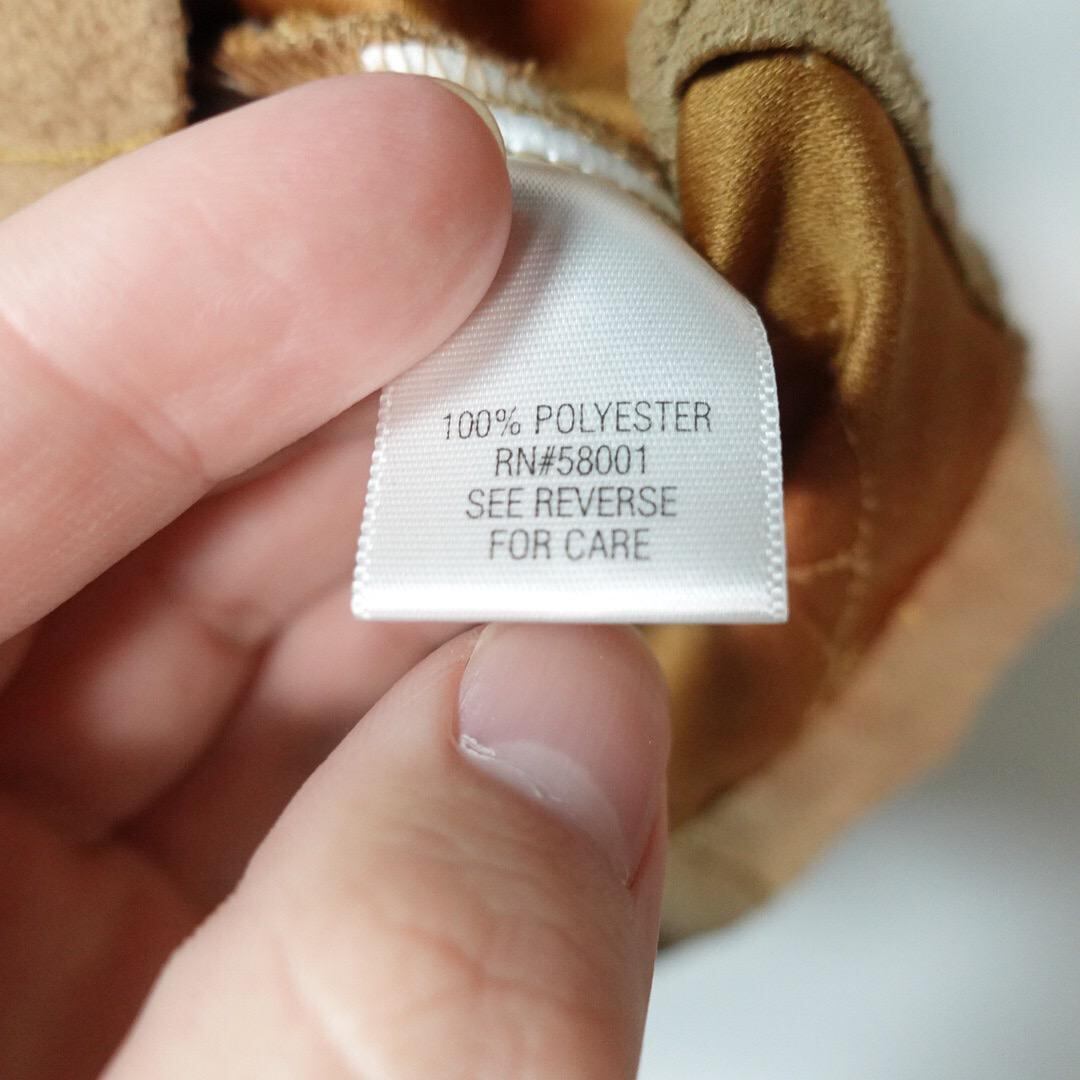 100% POLYESTER
RN#58001
SEE REVERSE
FOR CARE